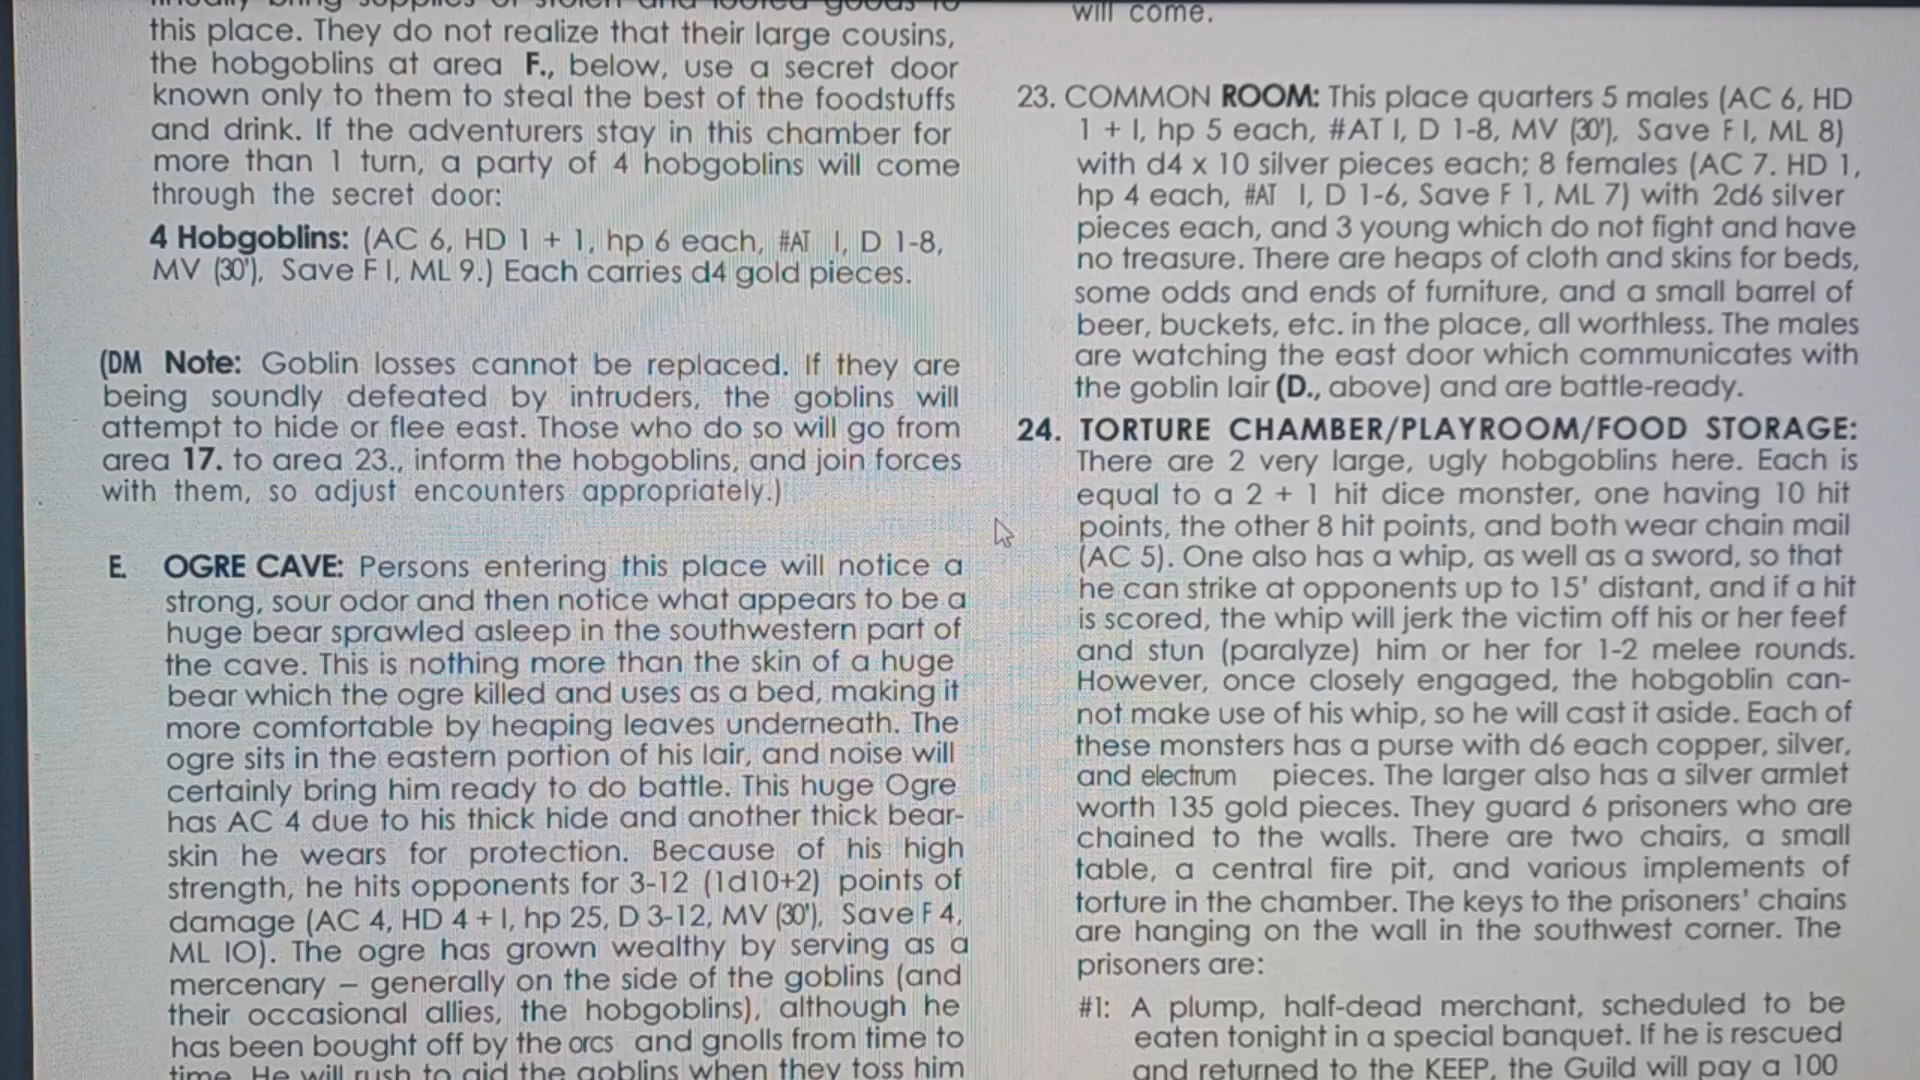 this place. They do not realize that their large cousins,
the hobgoblins at area F., below, use a secret door
known only to them to steal the best of the foodstuffs
and drink. If the adventurers stay in this chamber for
more than 1 turn, a party of 4 hobgoblins will come
through the secret door:
4 Hobgoblins: (AC 6, HD 1 + 1, hp 6 each, #AT I, D 1-8,
MV (30'), Save F I, ML 9.) Each carries d4 gold pieces.
(DM Note: Goblin losses cannot be replaced. If they are
being soundly defeated by intruders, the goblins will
attempt to hide or flee east. Those who do so will go from
area 17. to area 23., inform the hobgoblins, and join forces
with them, so adjust encounters appropriately.)
E. OGRE CAVE: Persons entering this place will notice a
strong, sour odor and then notice what appears to be a
huge bear sprawled asleep in the southwestern part of
the cave. This is nothing more than the skin of a huge
bear which the ogre killed and uses as a bed, making it
more comfortable by heaping leaves underneath. The
ogre sits in the eastern portion of his lair, and noise will
certainly bring him ready to do battle. This huge Ogre
has AC 4 due to his thick hide and another thick bear-
skin he wears for protection. Because of his high
strength, he hits opponents for 3-12 (1d10+2) points of
damage (AC 4, HD 4 + I, hp 25, D 3-12, MV (30'), Save F 4,
ML IO). The ogre has grown wealthy by serving as a
mercenary – generally on the side of the goblins (and
their occasional allies, the hobgoblins), although he
has been bought off by the orcs and gnolls from time to
time. He will rush to aid the goblins when they toss him
will come.
23. COMMON ROOM: This place quarters 5 males (AC 6, HD
1 + I, hp 5 each, #AT I, D 1-8, MV (30'), Save F I, ML 8)
with d4 x 10 silver pieces each; 8 females (AC 7. HD 1,
hp 4 each, #AT I, D 1-6, Save F 1, ML 7) with 2d6 silver
pieces each, and 3 young which do not fight and have
no treasure. There are heaps of cloth and skins for beds,
some odds and ends of furniture, and a small barrel of
beer, buckets, etc. in the place, all worthless. The males
are watching the east door which communicates with
the goblin lair (D., above) and are battle-ready.
24. TORTURE CHAMBER/PLAYROOM/FOOD STORAGE:
There are 2 very large, ugly hobgoblins here. Each is
equal to a 2 + 1 hit dice monster, one having 10 hit
points, the other 8 hit points, and both wear chain mail
(AC 5). One also has a whip, as well as a sword, so that
he can strike at opponents up to 15' distant, and if a hit
is scored, the whip will jerk the victim off his or her feef
and stun (paralyze) him or her for 1-2 melee rounds.
However, once closely engaged, the hobgoblin can-
not make use of his whip, so he will cast it aside. Each of
these monsters has a purse with d6 each copper, silver,
and electrum pieces. The larger also has a silver armlet
worth 135 gold pieces. They guard 6 prisoners who are
chained to the walls. There are two chairs, a small
table, a central fire pit, and various implements of
torture in the chamber. The keys to the prisoners' chains
are hanging on the wall in the southwest corner. The
prisoners are:
#1: A plump, half-dead merchant, scheduled to be
eaten tonight in a special banquet. If he is rescued
and returned to the KEEP, the Guild will pay a 100